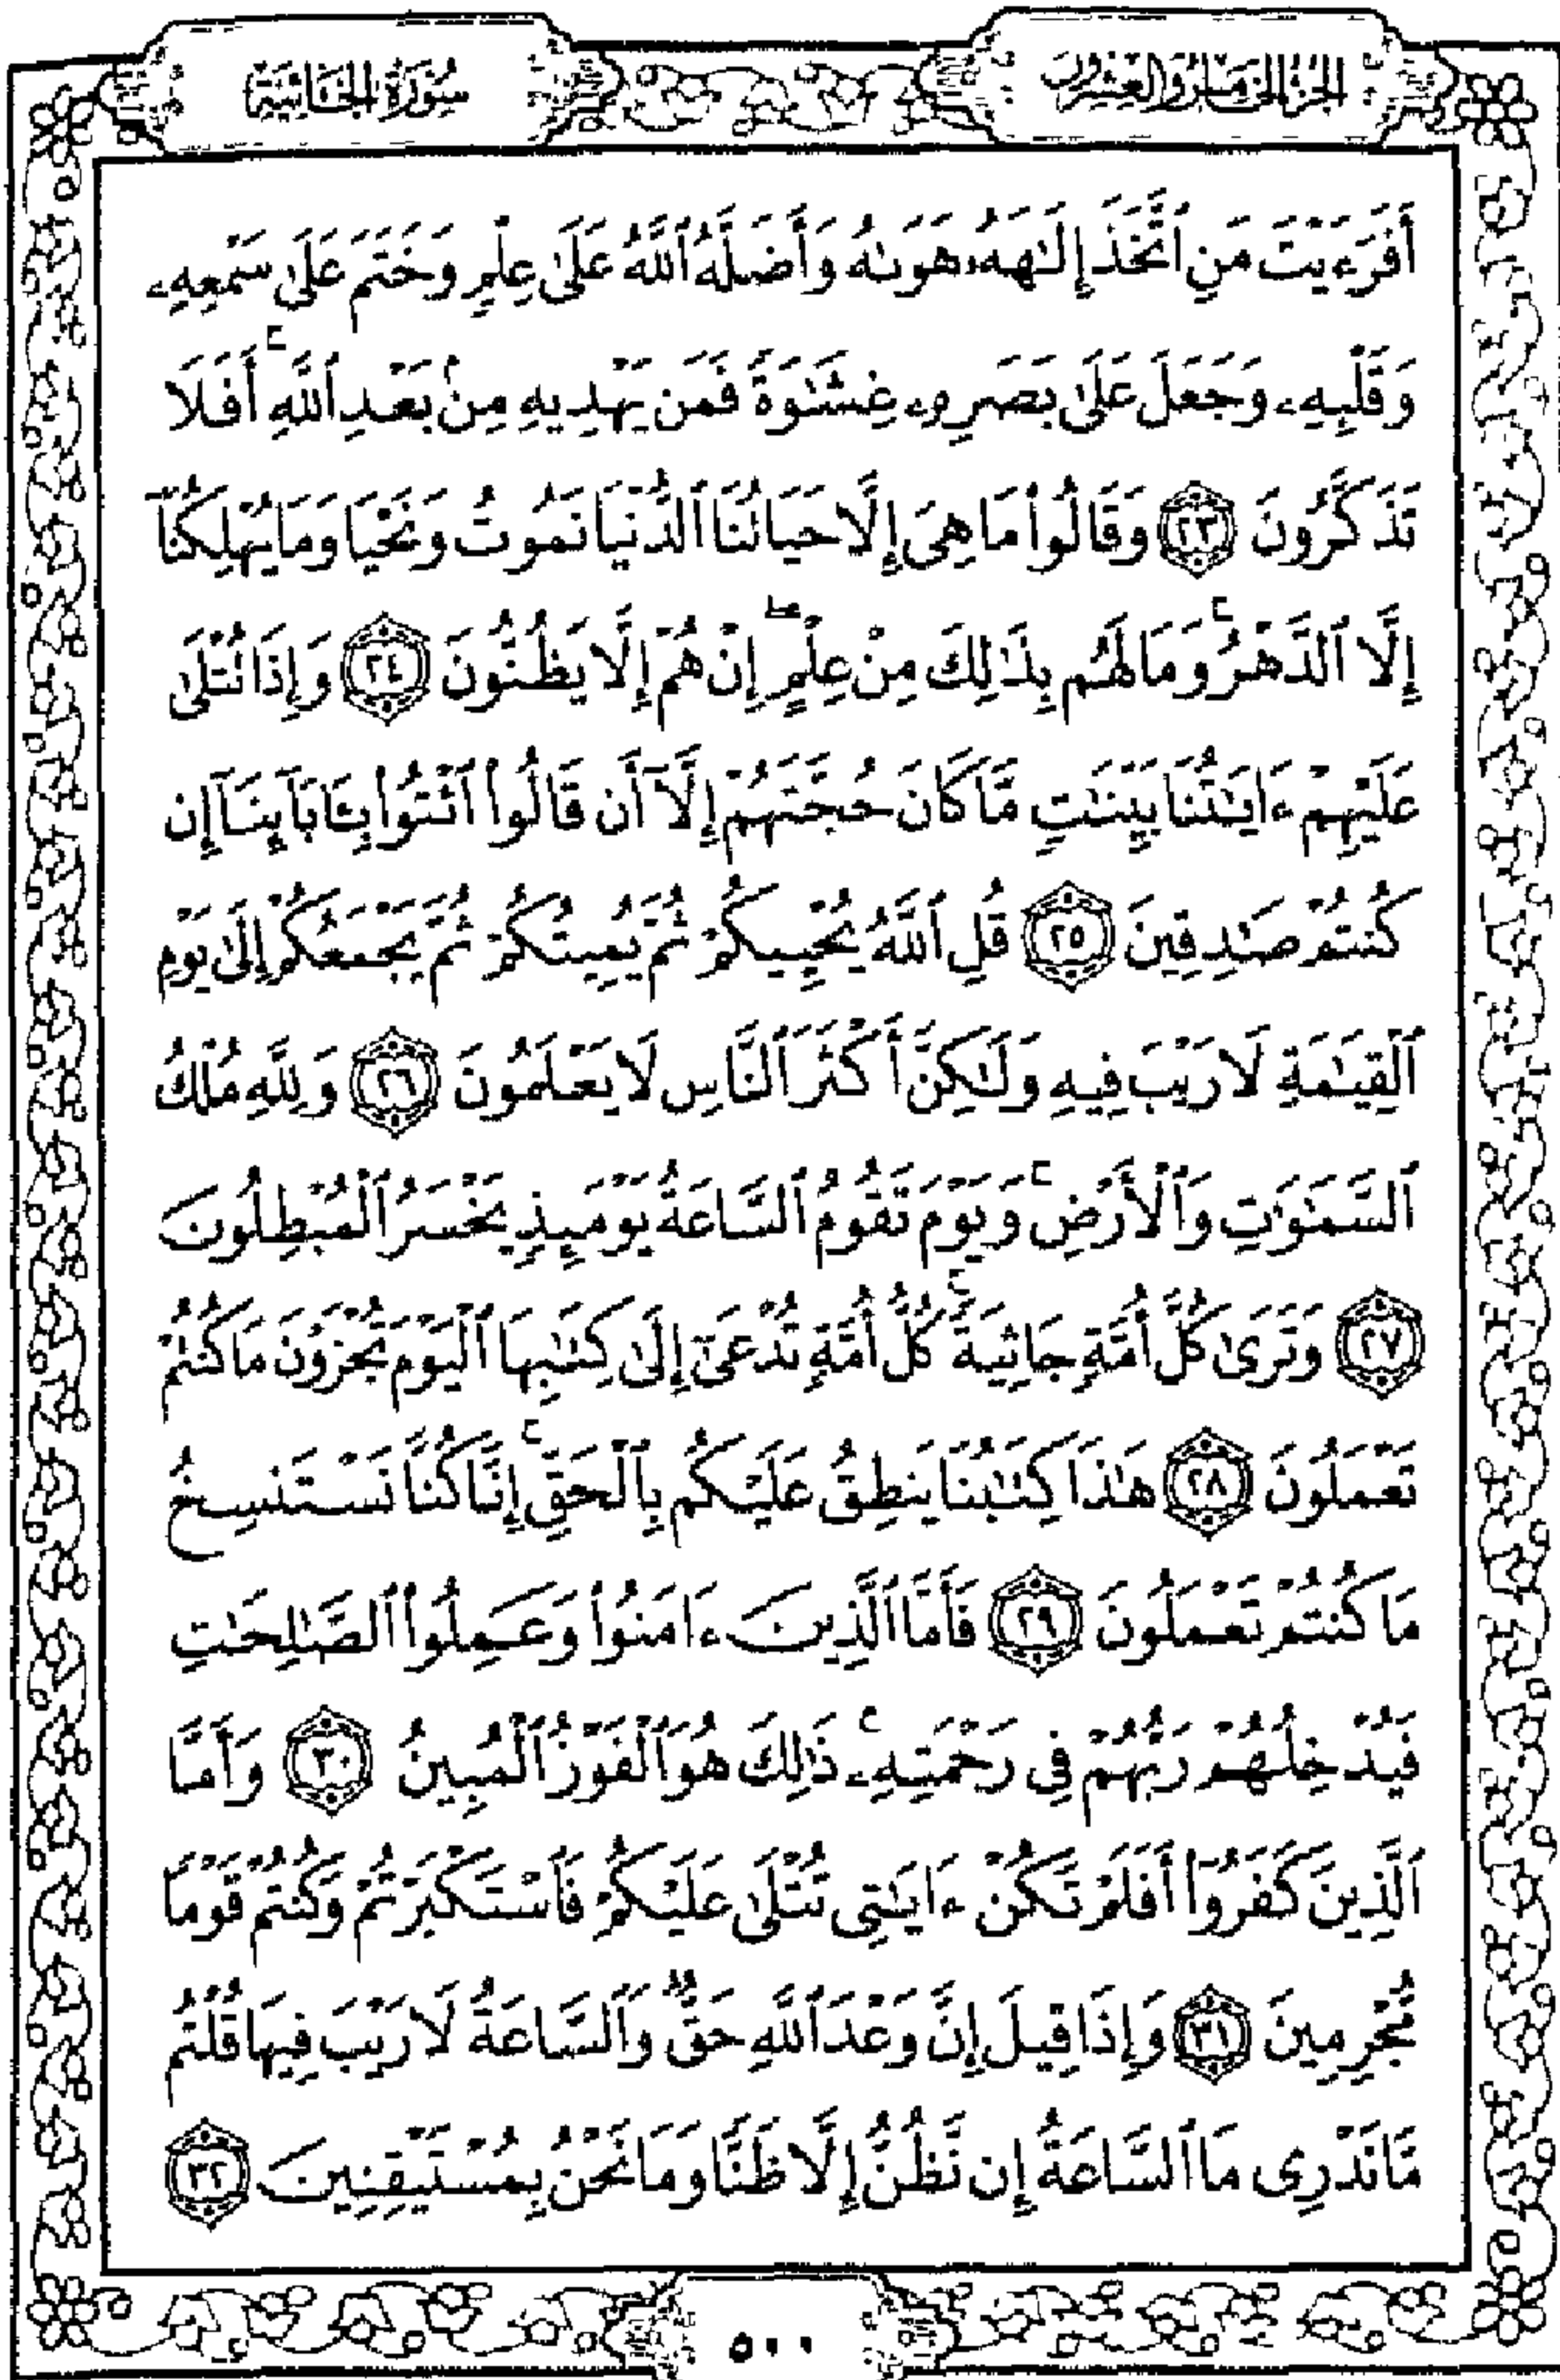 الجزء الخامس والعشرون
سورة الجاثية
أَفَرَءَيْتَ مَنِ ٱتَّخَذَ إِلَٰهَهُۥ هَوَىٰهُ وَأَضَلَّهُ ٱللَّهُ عَلَىٰ عِلْمٍ وَخَتَمَ عَلَىٰ سَمْعِهِۦ
وَقَلْبِهِۦ وَجَعَلَ عَلَىٰ بَصَرِهِۦ غِشَٰوَةً فَمَن يَهْدِيهِ مِنۢ بَعْدِ ٱللَّهِ ۚ أَفَلَا
تَذَكَّرُونَ ٢٣ وَقَالُوا۟ مَا هِىَ إِلَّا حَيَاتُنَا ٱلدُّنْيَا نَمُوتُ وَنَحْيَا وَمَا يُهْلِكُنَآ
إِلَّا ٱلدَّهْرُ ۚ وَمَا لَهُم بِذَٰلِكَ مِنْ عِلْمٍ ۖ إِنْ هُمْ إِلَّا يَظُنُّونَ ٢٤ وَإِذَا تُتْلَىٰ
عَلَيْهِمْ ءَايَٰتُنَا بَيِّنَٰتٍ مَّا كَانَ حُجَّتَهُمْ إِلَّآ أَن قَالُوا۟ ٱئْتُوا۟ بِـَٔابَآئِنَآ إِن
كُنتُمْ صَٰدِقِينَ ٢٥ قُلِ ٱللَّهُ يُحْيِيكُمْ ثُمَّ يُمِيتُكُمْ ثُمَّ يَجْمَعُكُمْ إِلَىٰ يَوْمِ
ٱلْقِيَٰمَةِ لَا رَيْبَ فِيهِ وَلَٰكِنَّ أَكْثَرَ ٱلنَّاسِ لَا يَعْلَمُونَ ٢٦ وَلِلَّهِ مُلْكُ
ٱلسَّمَٰوَٰتِ وَٱلْأَرْضِ ۚ وَيَوْمَ تَقُومُ ٱلسَّاعَةُ يَوْمَئِذٍ يَخْسَرُ ٱلْمُبْطِلُونَ
٢٧ وَتَرَىٰ كُلَّ أُمَّةٍ جَاثِيَةً ۚ كُلُّ أُمَّةٍ تُدْعَىٰٓ إِلَىٰ كِتَٰبِهَا ٱلْيَوْمَ تُجْزَوْنَ مَا كُنتُمْ
تَعْمَلُونَ ٢٨ هَٰذَا كِتَٰبُنَا يَنطِقُ عَلَيْكُم بِٱلْحَقِّ ۚ إِنَّا كُنَّا نَسْتَنسِخُ
مَا كُنتُمْ تَعْمَلُونَ ٢٩ فَأَمَّا ٱلَّذِينَ ءَامَنُوا۟ وَعَمِلُوا۟ ٱلصَّٰلِحَٰتِ
فَيُدْخِلُهُمْ رَبُّهُمْ فِى رَحْمَتِهِۦ ۚ ذَٰلِكَ هُوَ ٱلْفَوْزُ ٱلْمُبِينُ ٣٠ وَأَمَّا
ٱلَّذِينَ كَفَرُوٓا۟ أَفَلَمْ تَكُنْ ءَايَٰتِى تُتْلَىٰ عَلَيْكُمْ فَٱسْتَكْبَرْتُمْ وَكُنتُمْ قَوْمًا
مُّجْرِمِينَ ٣١ وَإِذَا قِيلَ إِنَّ وَعْدَ ٱللَّهِ حَقٌّ وَٱلسَّاعَةُ لَا رَيْبَ فِيهَا قُلْتُم
مَّا نَدْرِى مَا ٱلسَّاعَةُ إِن نَّظُنُّ إِلَّا ظَنًّا وَمَا نَحْنُ بِمُسْتَيْقِنِينَ ٣٢
٥٠١